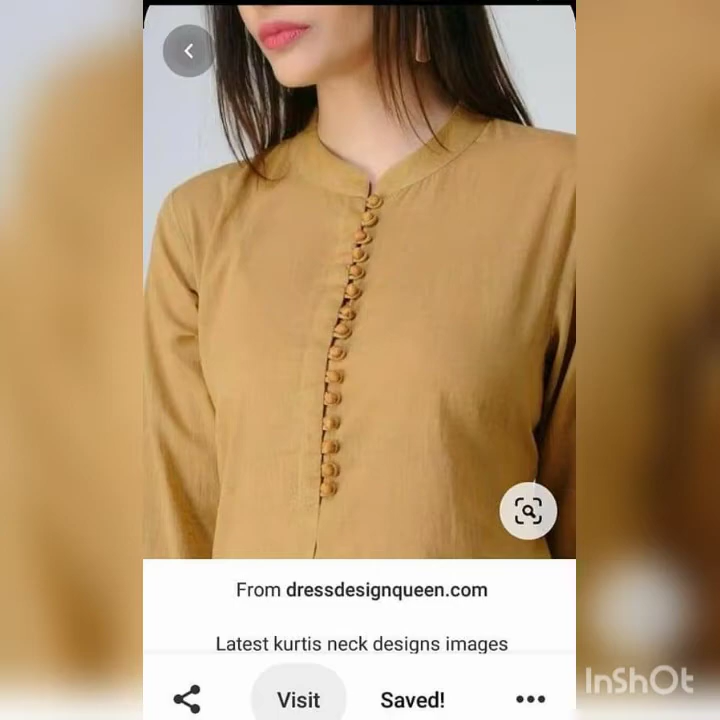 From dressdesignqueen.com
Latest kurtis neck designs images
Visit
Saved!
InShOt